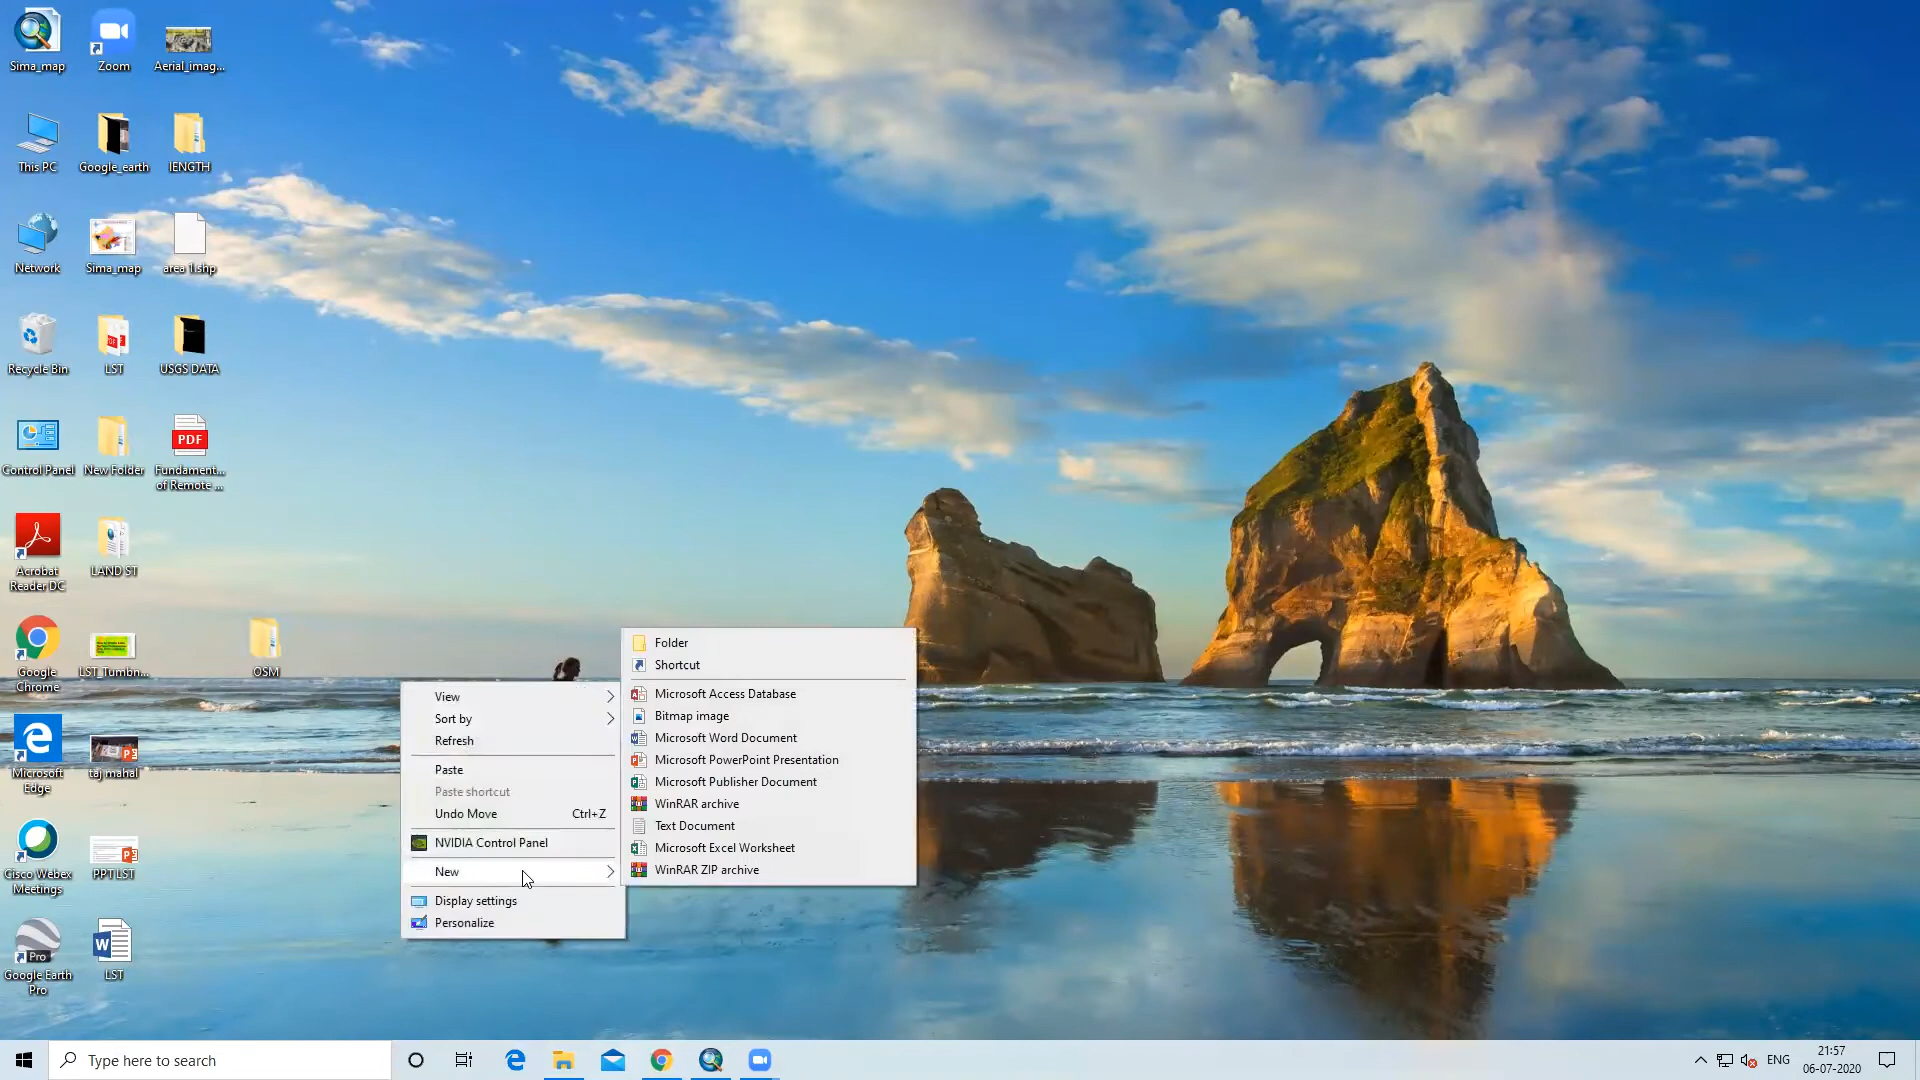 Sima_map
Zoom
Aerial_imag...
This PC
Google_earth
lENGTH
Network
Sima_map
area 1.shp
Recycle Bin
LST
USGS DATA
Control Panel
New Folder
PDF
Fundament...
of Remote ...
Acrobat
Reader DC
LAND ST
Google
Chrome
LST_Tumbn...
OSM
Microsoft
Edge
taj mahal
Cisco Webex
Meetings
PPT LST
Pro
Google Earth
Pro
W
LST
View
Sort by
Refresh
Paste
Paste shortcut
Undo Move Ctrl+Z
NVIDIA Control Panel
New
Display settings
Personalize
Folder
Shortcut
Microsoft Access Database
Bitmap image
Microsoft Word Document
Microsoft PowerPoint Presentation
Microsoft Publisher Document
WinRAR archive
Text Document
Microsoft Excel Worksheet
WinRAR ZIP archive
Type here to search
ENG
21:57
06-07-2020